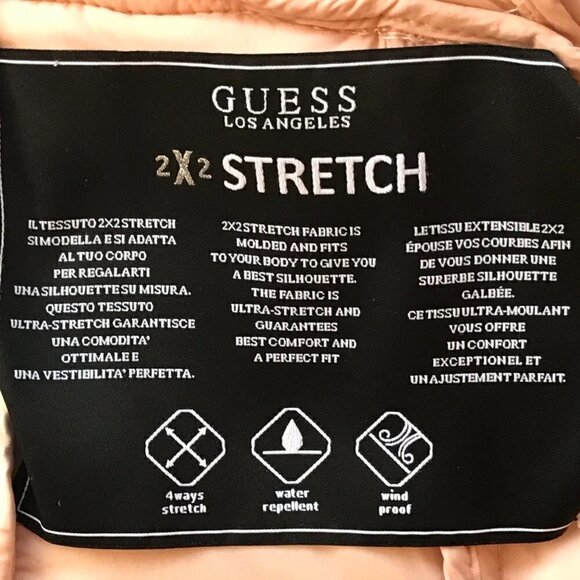 GUESS
LOS ANGELES
2X2 STRETCH
IL TESSUTO 2X2 STRETCH
SI MODELLA E SI ADATTA
AL TUO CORPO
PER REGALARTI
UNA SILHOUETTE SU MISURA.
QUESTO TESSUTO
ULTRA-STRETCH GARANTISCE
UNA COMODITA'
OTTIMALE E
UNA VESTIBILITA' PERFETTA.
2X2 STRETCH FABRIC IS
MOLDED AND FITS
TO YOUR BODY TO GIVE YOU
A BEST SILHOUETTE.
THE FABRIC IS
ULTRA-STRETCH AND
GUARANTEES
BEST COMFORT AND
A PERFECT FIT
LE TISSU EXTENSIBLE 2X2
ÉPOUSE VOS COURBES AFIN
DE VOUS DONNER UNE
SURERBE SILHOUETTE
GALBÉE.
CE TISSU ULTRA-MOULANT
VOUS OFFRE
UN CONFORT
EXCEPTIONEL ET
UN AJUSTEMENT PARFAIT.
4ways
stretch
water
repellent
wind
proof